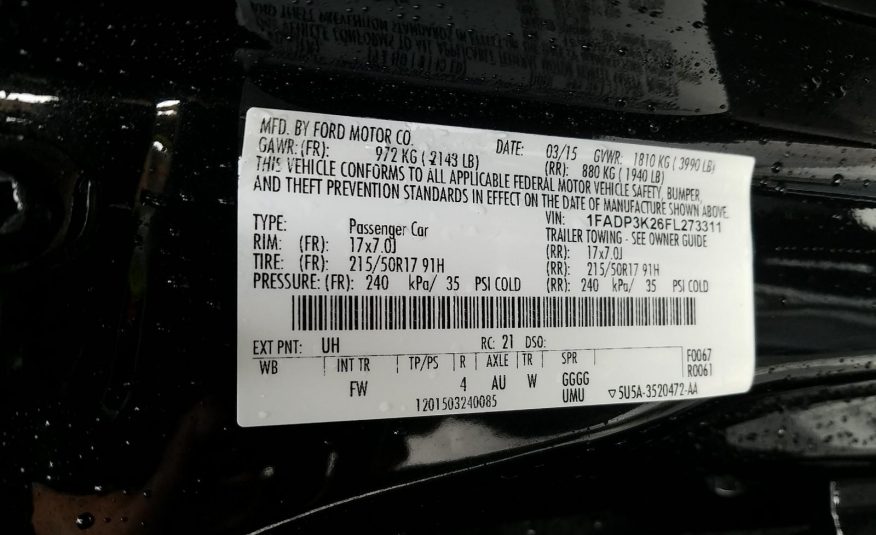 MFD. BY FORD MOTOR CO. DATE: 03/15 GVWR: 1810 KG ( 3990 LB)
GAWR: (FR): 972 KG ( 2143 LB) (RR): 880 KG ( 1940 LB)
THIS VEHICLE CONFORMS TO ALL APPLICABLE FEDERAL MOTOR VEHICLE SAFETY, BUMPER,
AND THEFT PREVENTION STANDARDS IN EFFECT ON THE DATE OF MANUFACTURE SHOWN ABOVE.
VIN: 1FADP3K26FL273311
TYPE: Passenger Car TRAILER TOWING - SEE OWNER GUIDE
RIM: (FR): 17x7.0J (RR): 17x7.0J
TIRE: (FR): 215/50R17 91H (RR): 215/50R17 91H
PRESSURE: (FR): 240 kPa/ 35 PSI COLD (RR): 240 kPa/ 35 PSI COLD
EXT PNT: UH RC: 21 DSO: F0067
WB INT TR TP/PS R AXLE TR SPR R0061
FW 4 AU W GGGG
UMU ▽5U5A-3520472-AA
1201503240085